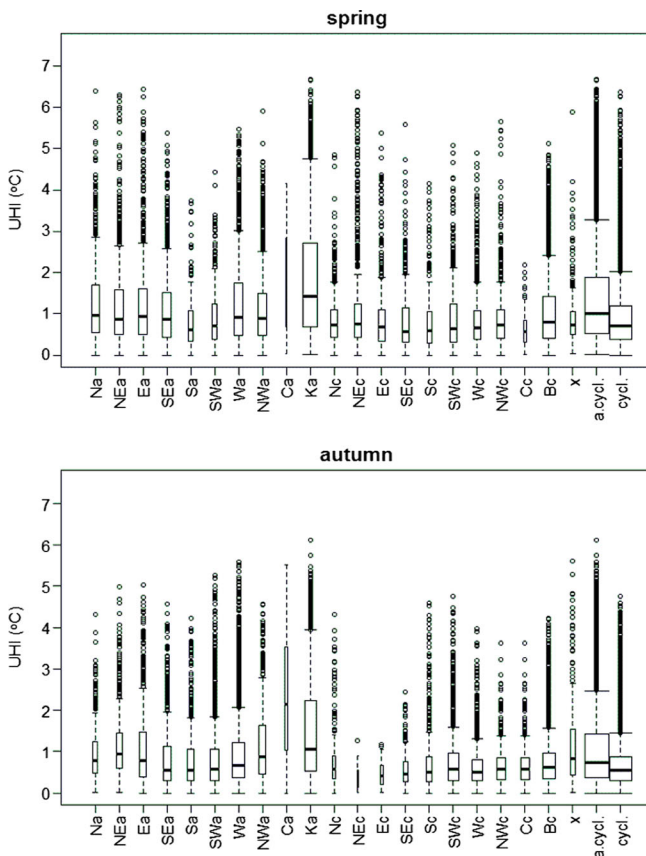 spring
7
6
5
4
3
2
1
0
UHI (ºC)
Na NEa Ea SEa Sa SWa Wa NWa Ca Ka Nc NEc Ec SEc Sc SWc Wc NWc Cc Bc x a.cycl. cycl.
autumn
7
6
5
4
3
2
1
0
UHI (ºC)
Na NEa Ea SEa Sa SWa Wa NWa Ca Ka Nc NEc Ec SEc Sc SWc Wc NWc Cc Bc x a.cycl. cycl.